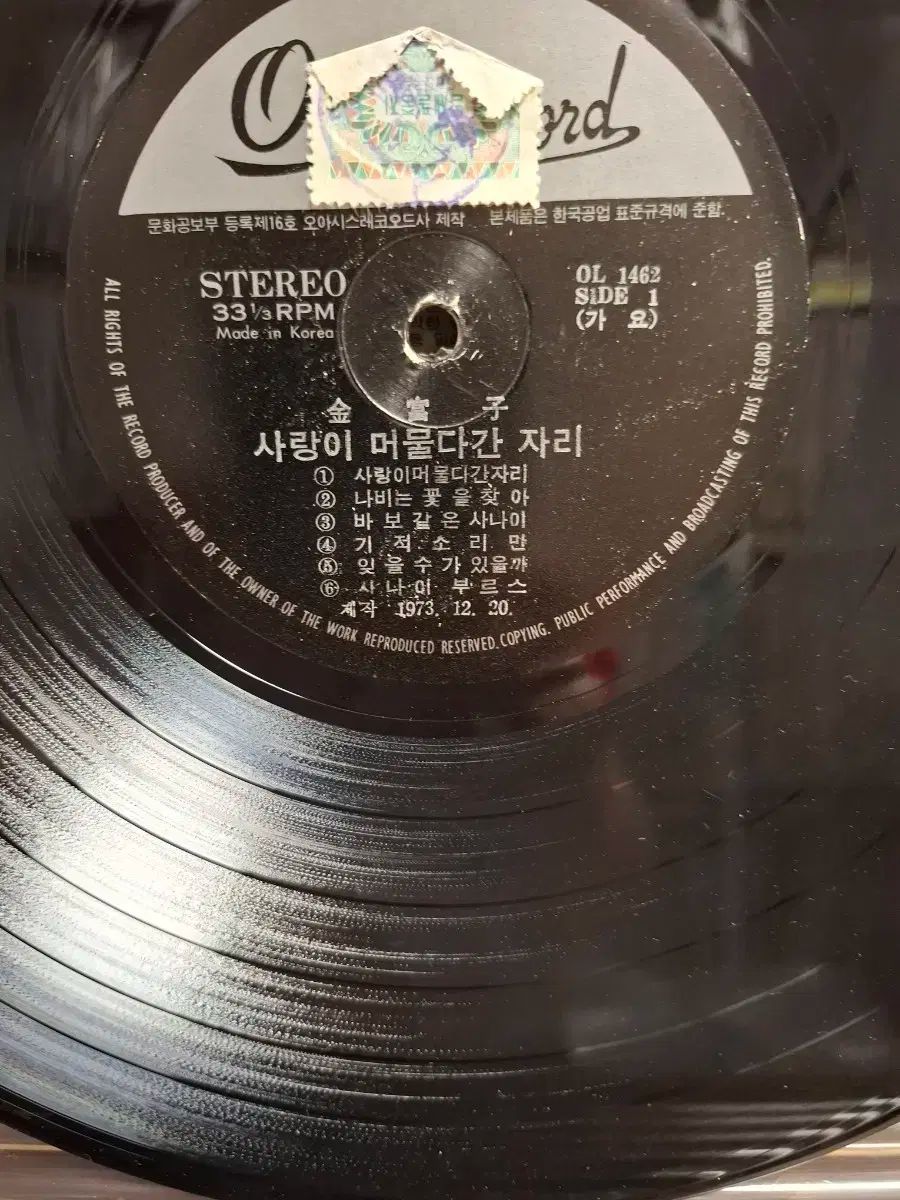 문화공보부 등록제16호 오아시스레코오드사 제작 본제품은 한국공업 표준규격에 준함.
STEREO
33⅓RPM
Made in Korea
OL 1462
SIDE 1
(가 요)
金 富 子
사랑이 머물다간 자리
① 사랑이머물다간자리
② 나비는 꽃을 찾아
③ 바보같은 사나이
④ 기적소리만
⑤ 잊을수가있을까
⑥ 사나이 부르스
제작 1973. 12. 20.
ALL RIGHTS OF THE RECORD PRODUCER AND OF THE OWNER OF THE WORK REPRODUCED RESERVED. COPYING. PUBLIC PERFORMANCE AND BROADCASTING OF THIS RECORD PROHIBITED.